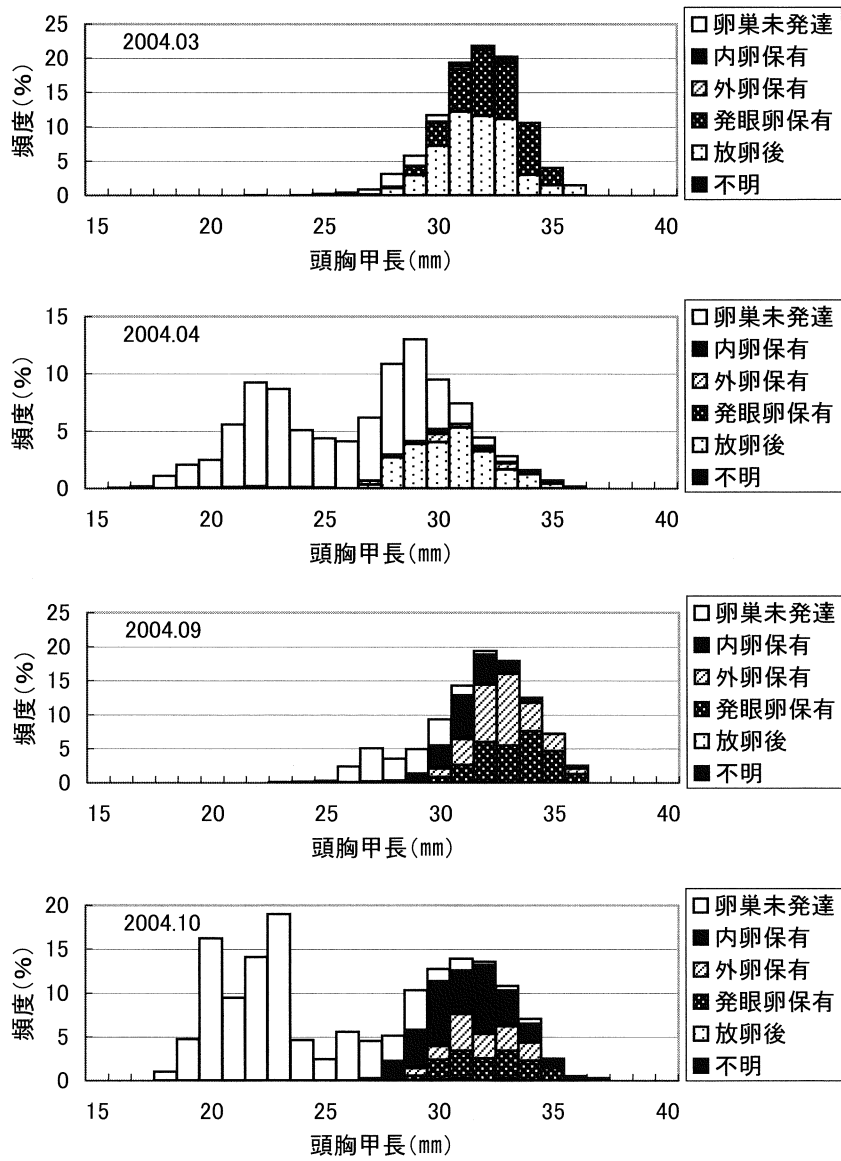 2004.03
頻度(%)
25
20
15
10
5
0
15 20 25 30 35 40
頭胸甲長(mm)
卵巣未発達
内卵保有
外卵保有
発眼卵保有
放卵後
不明
2004.04
頻度(%)
15
10
5
0
15 20 25 30 35 40
頭胸甲長(mm)
卵巣未発達
内卵保有
外卵保有
発眼卵保有
放卵後
不明
2004.09
頻度(%)
25
20
15
10
5
0
15 20 25 30 35 40
頭胸甲長(mm)
卵巣未発達
内卵保有
外卵保有
発眼卵保有
放卵後
不明
2004.10
頻度(%)
20
15
10
5
0
15 20 25 30 35 40
頭胸甲長(mm)
卵巣未発達
内卵保有
外卵保有
発眼卵保有
放卵後
不明